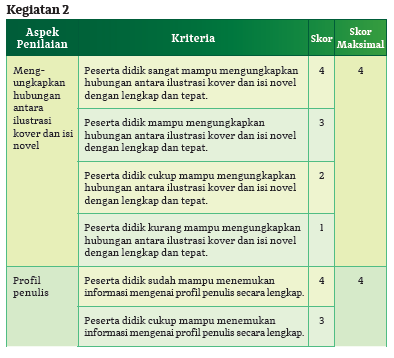 Kegiatan 2
Aspek
Penilaian
Kriteria
Skor
Skor
Maksimal
Meng-
ungkapkan
hubungan
antara
ilustrasi
kover dan isi
novel
Peserta didik sangat mampu mengungkapkan
hubungan antara ilustrasi kover dan isi novel
dengan lengkap dan tepat.
4
4
Peserta didik mampu mengungkapkan
hubungan antara ilustrasi kover dan isi novel
dengan lengkap dan tepat.
3
Peserta didik cukup mampu mengungkapkan
hubungan antara ilustrasi kover dan isi novel
dengan lengkap dan tepat.
2
Peserta didik kurang mampu mengungkapkan
hubungan antara ilustrasi kover dan isi novel
dengan lengkap dan tepat.
1
Profil
penulis
Peserta didik sudah mampu menemukan
informasi mengenai profil penulis secara lengkap.
4
4
Peserta didik cukup mampu menemukan
informasi mengenai profil penulis secara lengkap.
3